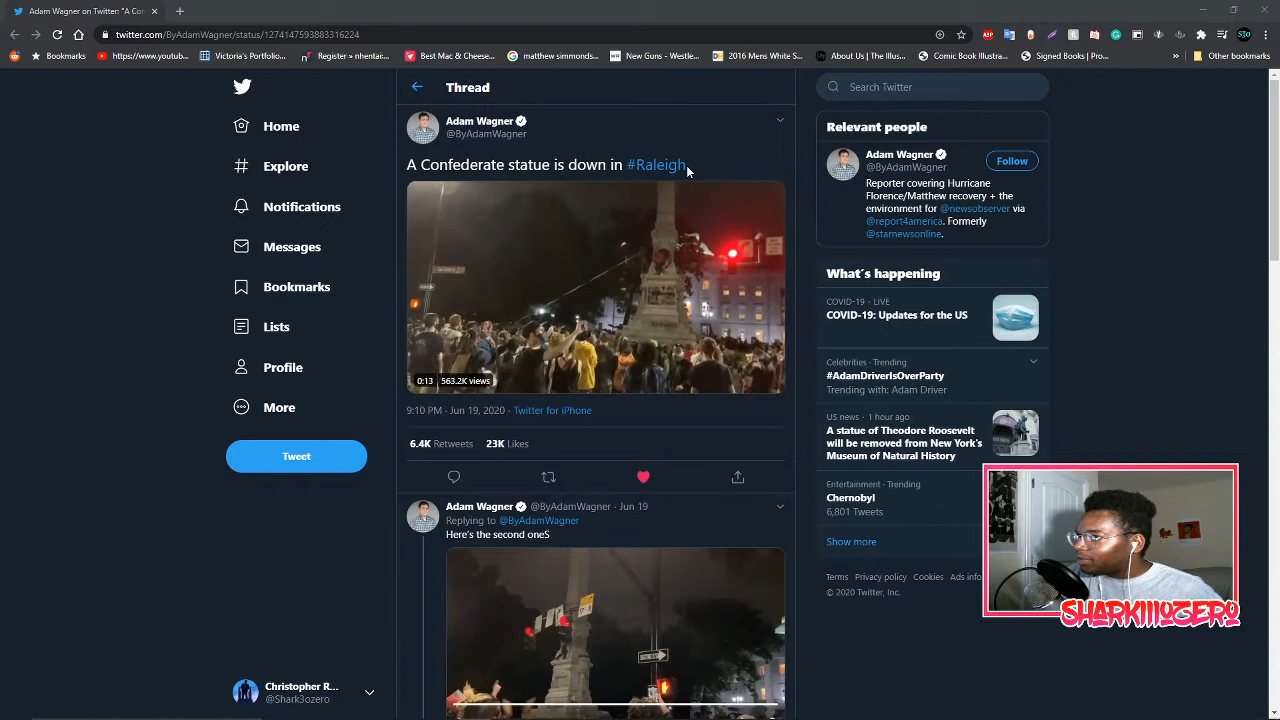 Adam Wagner on Twitter: "A Con
twitter.com/ByAdamWagner/status/1274147593883316224
Bookmarks
https://www.youtube...
Victoria's Portfolio...
Register » nhentai...
Best Mac & Cheese...
matthew simmonds...
New Guns - Westle...
2016 Mens White S...
About Us | The Illus...
Comic Book Illustra...
Signed Books | Pro...
»
Other bookmarks
Home
Explore
Notifications
Messages
Bookmarks
Lists
Profile
More
Tweet
Christopher R...
@Shark3ozero
Thread
Adam Wagner
@ByAdamWagner
A Confederate statue is down in #Raleigh
0:13 563.2K views
9:10 PM · Jun 19, 2020 · Twitter for iPhone
6.4K Retweets 23K Likes
Adam Wagner @ByAdamWagner · Jun 19
Replying to @ByAdamWagner
Here's the second oneS
Search Twitter
Relevant people
Adam Wagner
@ByAdamWagner
Follow
Reporter covering Hurricane
Florence/Matthew recovery + the
environment for @newsobserver via
@report4america. Formerly
@starnewsonline.
What's happening
COVID-19 · LIVE
COVID-19: Updates for the US
Celebrities · Trending
#AdamDriverIsOverParty
Trending with: Adam Driver
US news · 1 hour ago
A statue of Theodore Roosevelt
will be removed from New York's
Museum of Natural History
Entertainment · Trending
Chernobyl
6,801 Tweets
Show more
Terms Privacy policy Cookies Ads info
© 2020 Twitter, Inc.